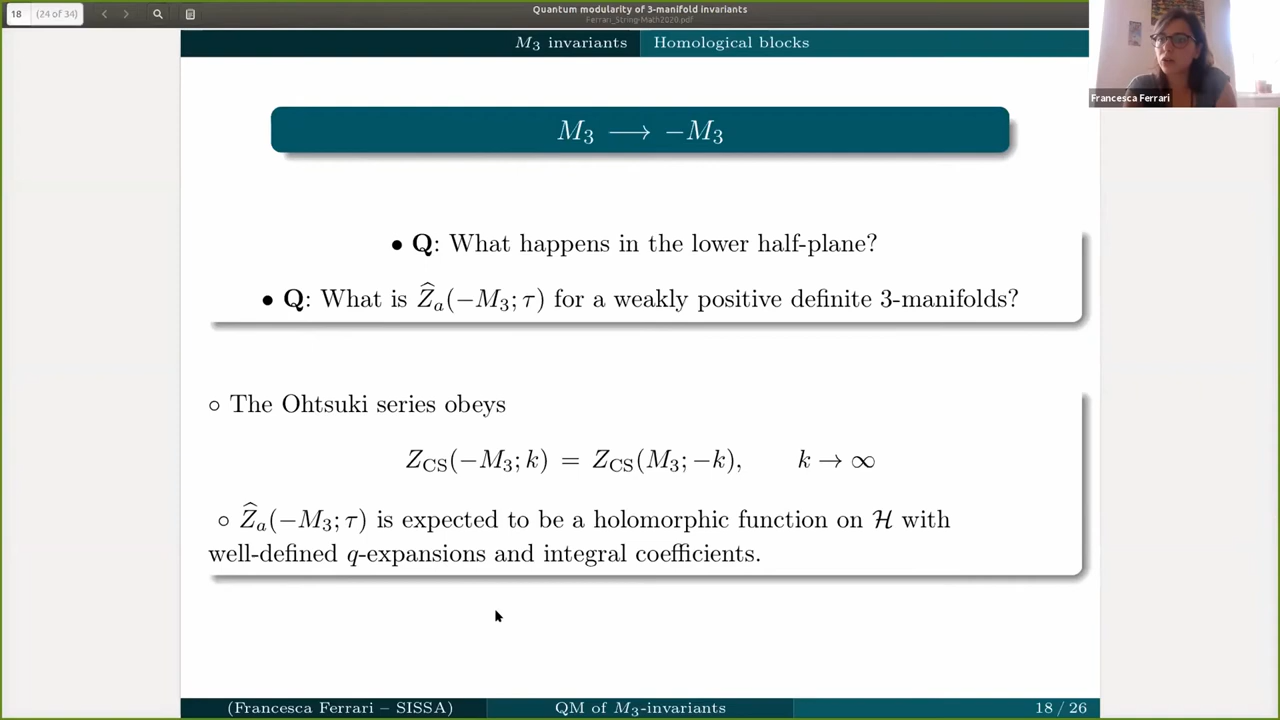 18 (24 of 34)
Quantum modularity of 3-manifold invariants
Ferrari_String-Math2020.pdf
M₃ invariants Homological blocks
Francesca Ferrari
M₃ ⟶ −M₃
• Q: What happens in the lower half-plane?
• Q: What is Ẑₐ(−M₃; τ) for a weakly positive definite 3-manifolds?
○ The Ohtsuki series obeys
Z_CS(−M₃; k) = Z_CS(M₃; −k), k → ∞
○ Ẑₐ(−M₃; τ) is expected to be a holomorphic function on ℋ with
well-defined q-expansions and integral coefficients.
(Francesca Ferrari – SISSA) QM of M₃-invariants 18 / 26